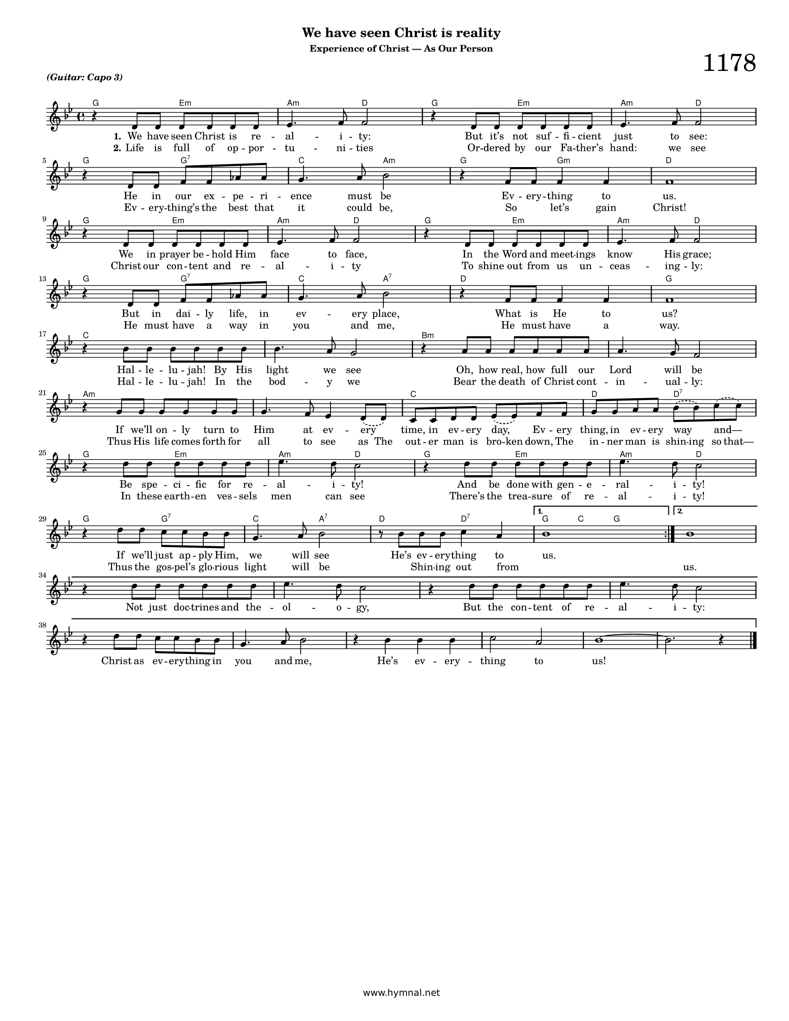 We have seen Christ is reality
Experience of Christ — As Our Person
1178
(Guitar: Capo 3)
G Em Am D G Em Am D
1. We have seen Christ is re - al - i - ty: But it's not suf - fi - cient just to see:
2. Life is full of op - por - tu - ni - ties Or-dered by our Fa-ther's hand: we see
5 G G7 C Am G Gm D
He in our ex - pe - ri - ence must be Ev - ery-thing to us.
Ev - ery-thing's the best that it could be, So let's gain Christ!
9 G Em Am D G Em Am D
We in prayer be - hold Him face to face, In the Word and meet-ings know His grace;
Christ our con-tent and re - al - i - ty To shine out from us un - ceas - ing - ly:
13 G G7 C A7 D G
But in dai - ly life, in ev - ery place, What is He to us?
He must have a way in you and me, He must have a way.
17 C Bm
Hal - le - lu - jah! By His light we see Oh, how real, how full our Lord will be
Hal - le - lu - jah! In the bod - y we Bear the death of Christ cont - in - ual - ly:
21 Am C D D7
If we'll on - ly turn to Him at ev - ery time, in ev-ery day, Ev - ery thing, in ev-ery way and—
Thus His life comes forth for all to see as The out-er man is bro-ken down, The in - ner man is shin-ing so that—
25 G Em Am D G Em Am D
Be spe - ci - fic for re - al - i - ty! And be done with gen - e - ral - i - ty!
In these earth-en ves-sels men can see There's the trea-sure of re - al - i - ty!
29 G G7 C A7 D D7 1. G C G 2.
If we'll just ap - ply Him, we will see He's ev - erything to us.
Thus the gos-pel's glo-rious light will be Shin-ing out from us.
34
Not just doctrines and the - ol - o - gy, But the con-tent of re - al - i - ty:
38
Christ as ev-erything in you and me, He's ev - ery - thing to us!
www.hymnal.net